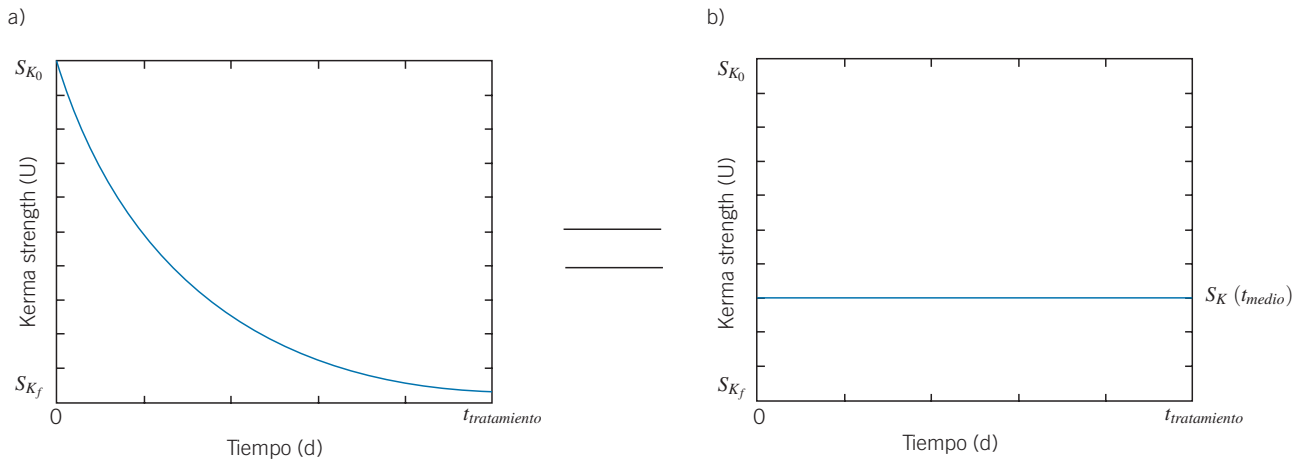 a)
S_{K_0}
Kerma strength (U)
S_{K_f}
0
t_{tratamiento}
Tiempo (d)
b)
S_{K_0}
Kerma strength (U)
S_K (t_{medio})
S_{K_f}
0
t_{tratamiento}
Tiempo (d)